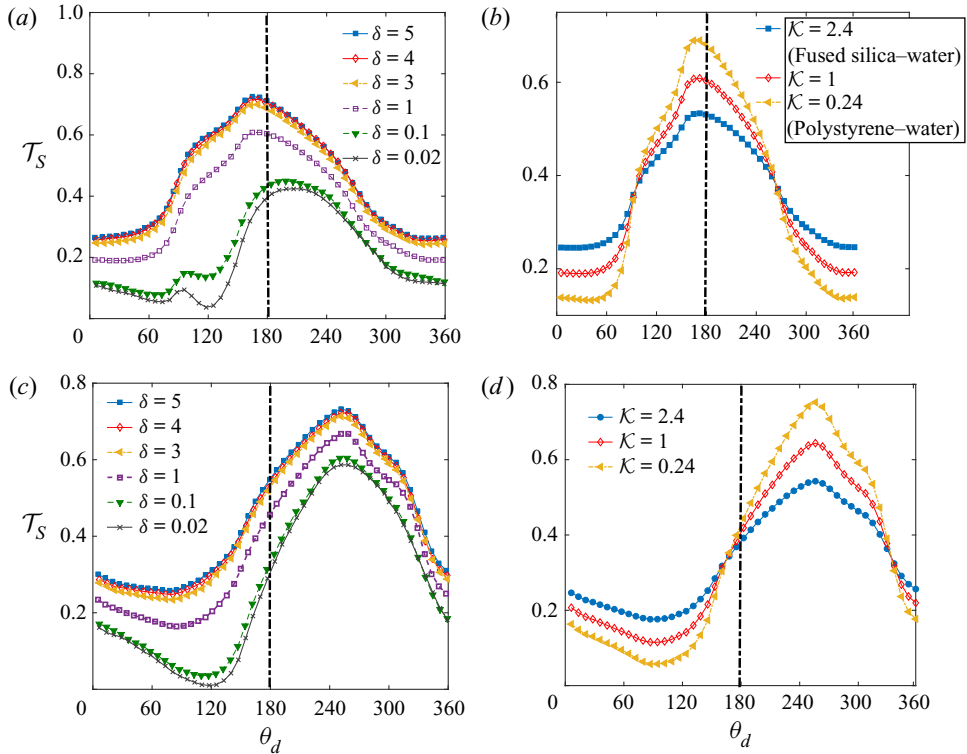 (a)
1.0
0.8
0.6
0.4
0.2
𝒯S
0
60
120
180
240
300
360
δ = 5
δ = 4
δ = 3
δ = 1
δ = 0.1
δ = 0.02
(b)
0.6
0.4
0.2
0
60
120
180
240
300
360
𝒦 = 2.4
(Fused silica–water)
𝒦 = 1
𝒦 = 0.24
(Polystyrene–water)
(c)
0.8
0.6
0.4
0.2
𝒯S
0
60
120
180
240
300
360
θd
δ = 5
δ = 4
δ = 3
δ = 1
δ = 0.1
δ = 0.02
(d)
0.8
0.6
0.4
0.2
0
60
120
180
240
300
360
θd
𝒦 = 2.4
𝒦 = 1
𝒦 = 0.24